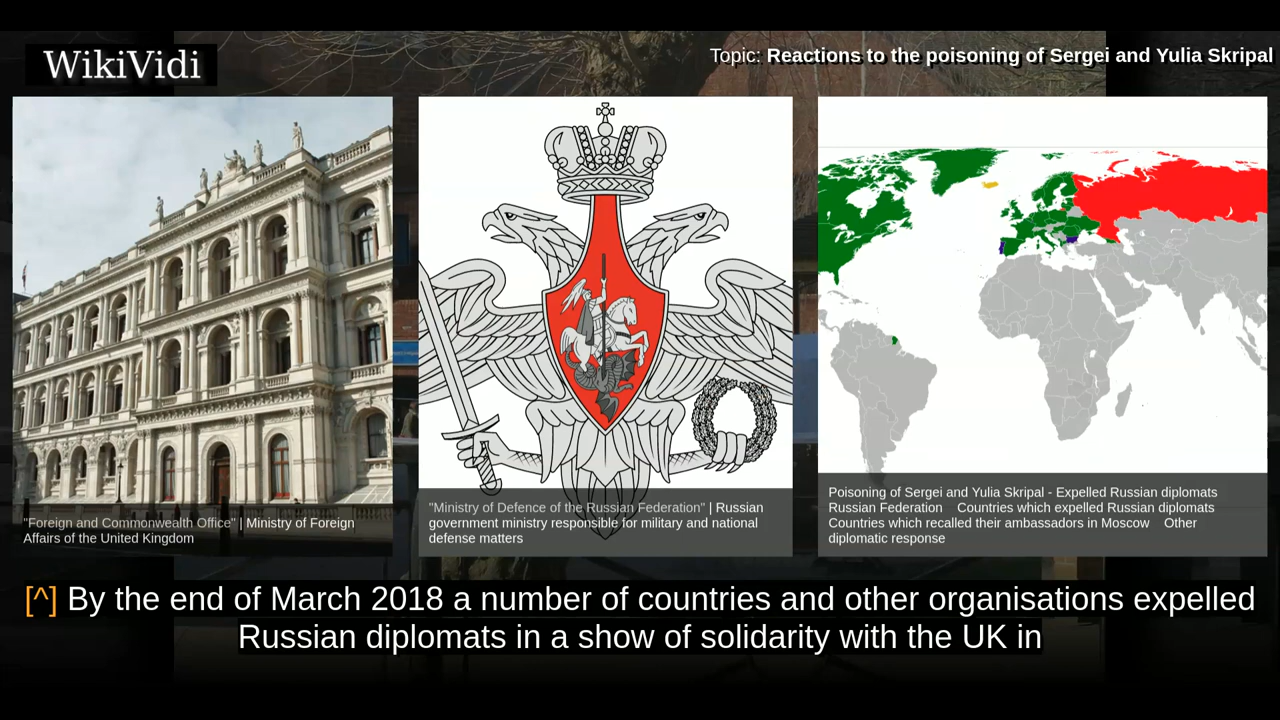 WikiVidi
Topic: Reactions to the poisoning of Sergei and Yulia Skripal
"Foreign and Commonwealth Office" | Ministry of Foreign
Affairs of the United Kingdom
"Ministry of Defence of the Russian Federation" | Russian
government ministry responsible for military and national
defense matters
Poisoning of Sergei and Yulia Skripal - Expelled Russian diplomats
Russian Federation Countries which expelled Russian diplomats
Countries which recalled their ambassadors in Moscow Other
diplomatic response
[^] By the end of March 2018 a number of countries and other organisations expelled
Russian diplomats in a show of solidarity with the UK in